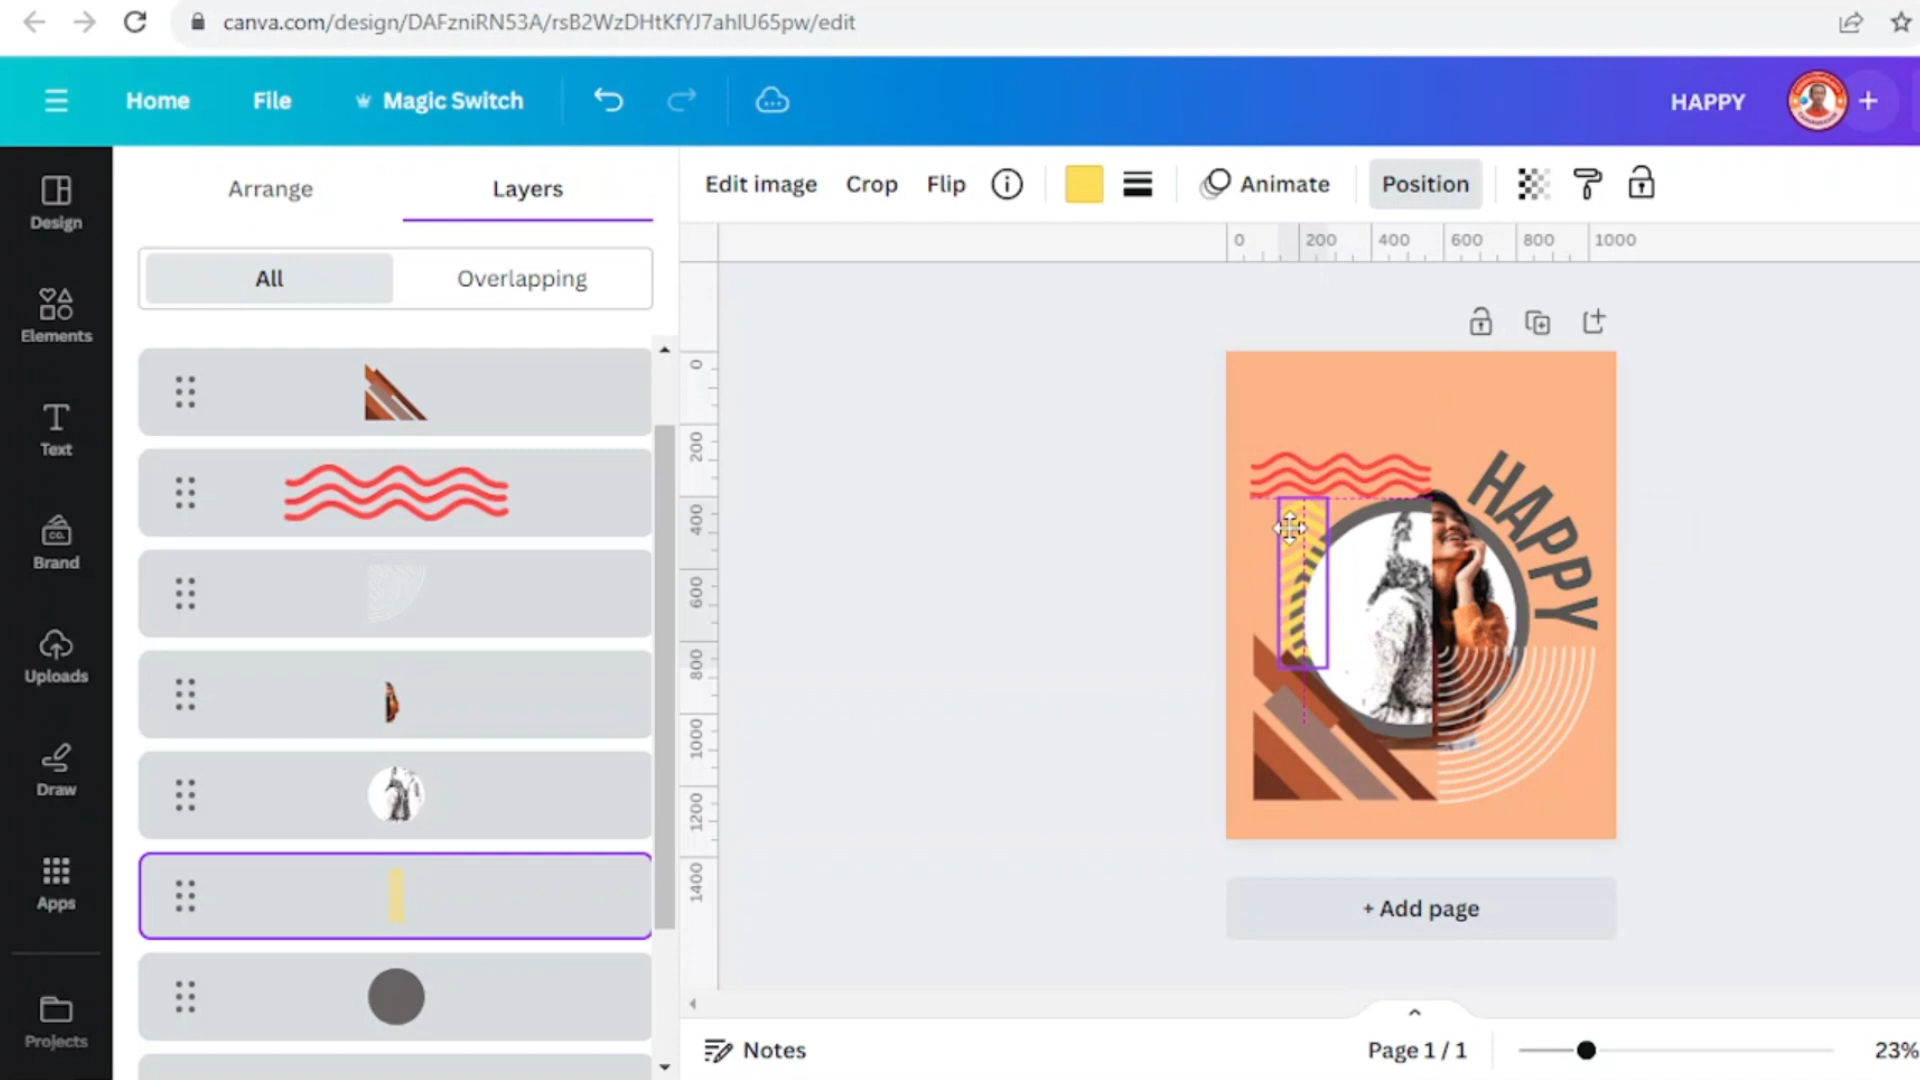 canva.com/design/DAFzniRN53A/rsB2WzDHtKfYJ7ahlU65pw/edit
Home File Magic Switch HAPPY
Edit image Crop Flip Animate Position
Arrange Layers
All Overlapping
Design
Elements
Text
Brand
Uploads
Draw
Apps
Projects
0 200 400 600 800 1000
0
200
400
600
800
1000
1200
1400
HAPPY
+ Add page
Notes Page 1 / 1 23%